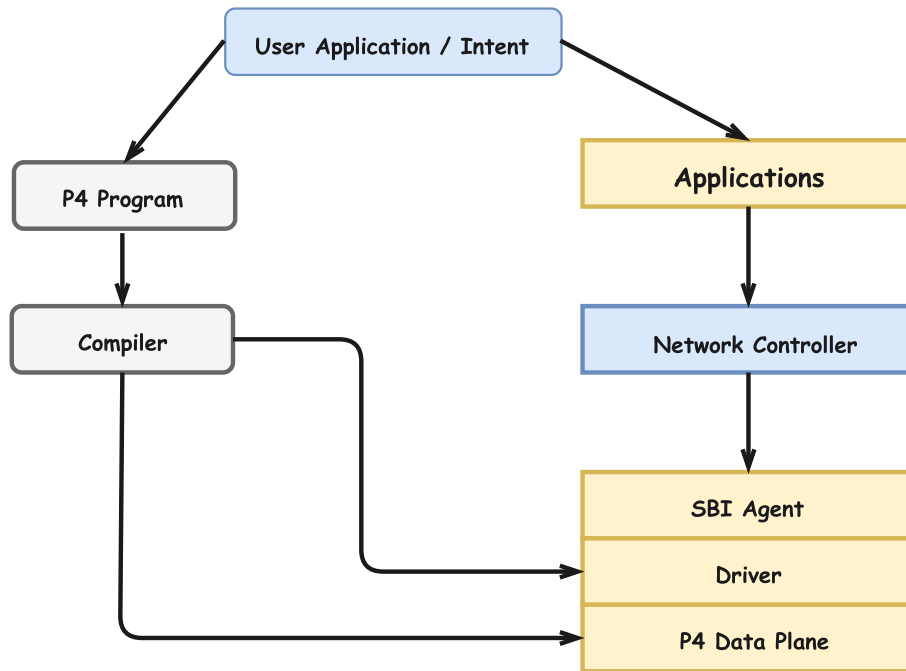 User Application / Intent
P4 Program
Applications
Compiler
Network Controller
SBI Agent
Driver
P4 Data Plane